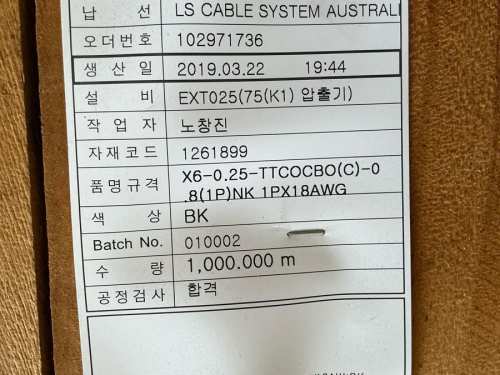 납 선 LS CABLE SYSTEM AUSTRALI
오더번호 102971736
생 산 일 2019.03.22 19:44
설 비 EXT025(75(K1) 압출기)
작 업 자 노창진
자재코드 1261899
품명규격 X6-0.25-TTCOCBO(C)-0
.8(1P)NK 1PX18AWG
색 상 BK
Batch No. 010002
수 량 1,000.000 m
공정검사 합격